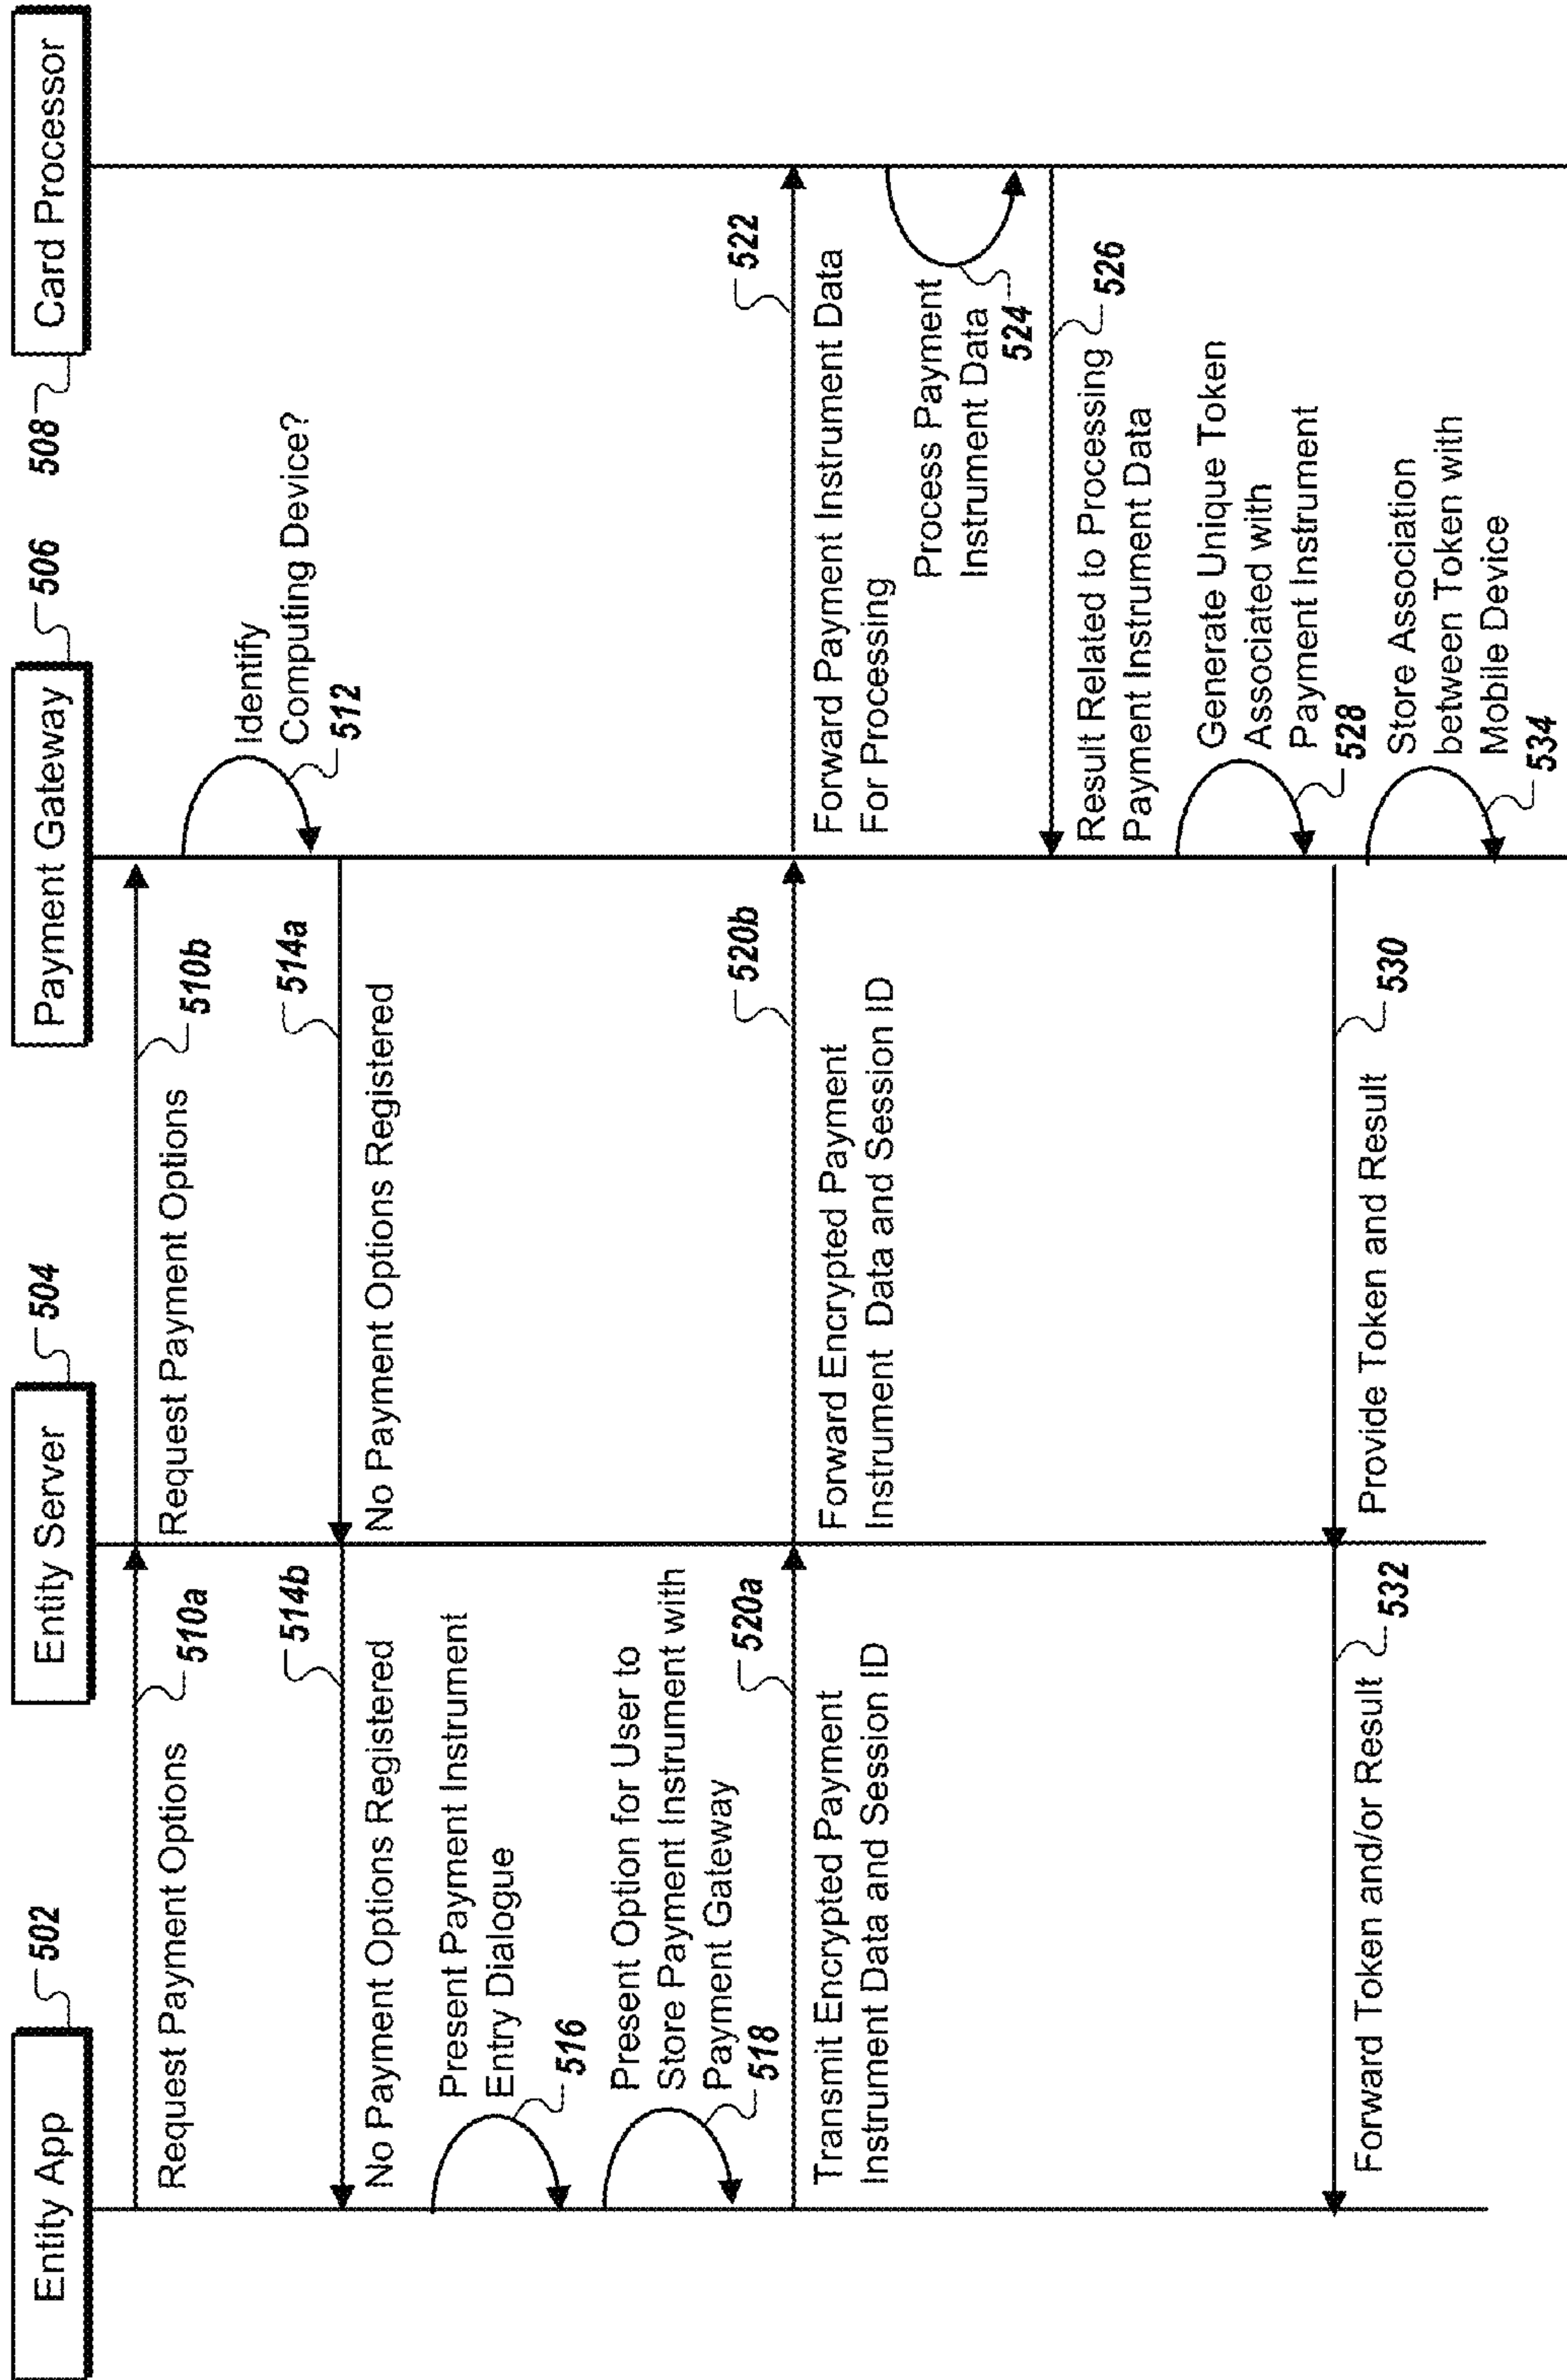 Entity App
502
Entity Server
504
Payment Gateway
506
Card Processor
508
Request Payment Options
510a
Request Payment Options
510b
Identify
Computing Device?
512
No Payment Options Registered
514a
No Payment Options Registered
514b
Present Payment Instrument
Entry Dialogue
516
Present Option for User to
Store Payment Instrument with
Payment Gateway
518
Transmit Encrypted Payment
Instrument Data and Session ID
520a
Forward Encrypted Payment
Instrument Data and Session ID
520b
Forward Payment Instrument Data
For Processing
522
Process Payment
Instrument Data
524
Result Related to Processing
Payment Instrument Data
526
Generate Unique Token
Associated with
Payment Instrument
528
Provide Token and Result
530
Forward Token and/or Result
532
Store Association
between Token with
Mobile Device
534